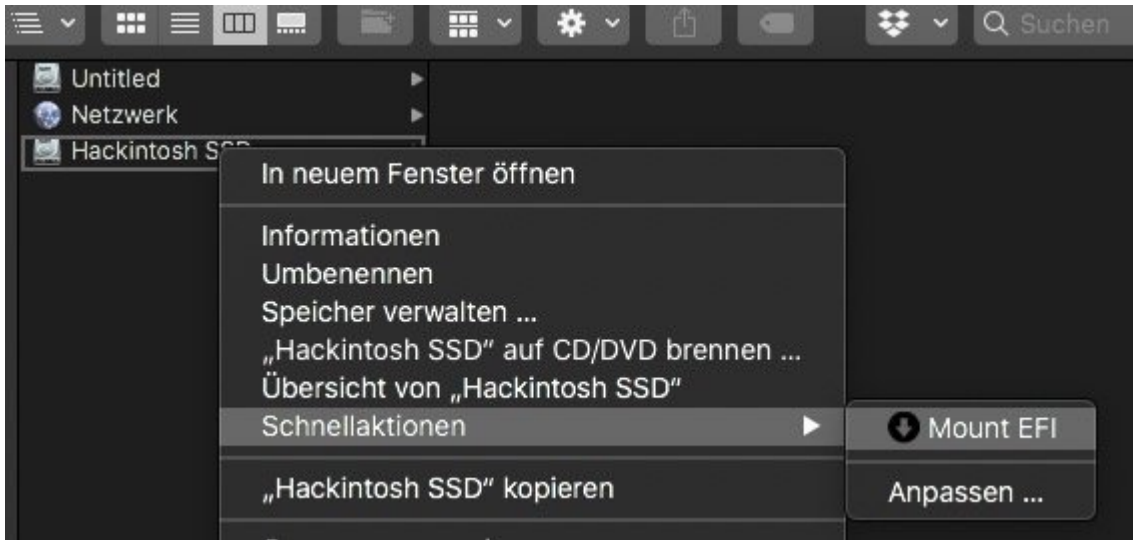 Suchen
Untitled
Netzwerk
Hackintosh
In neuem Fenster öffnen
Informationen
Umbenennen
Speicher verwalten ...
„Hackintosh SSD“ auf CD/DVD brennen ...
Übersicht von „Hackintosh SSD“
Schnellaktionen
Mount EFI
„Hackintosh SSD“ kopieren
Anpassen ...